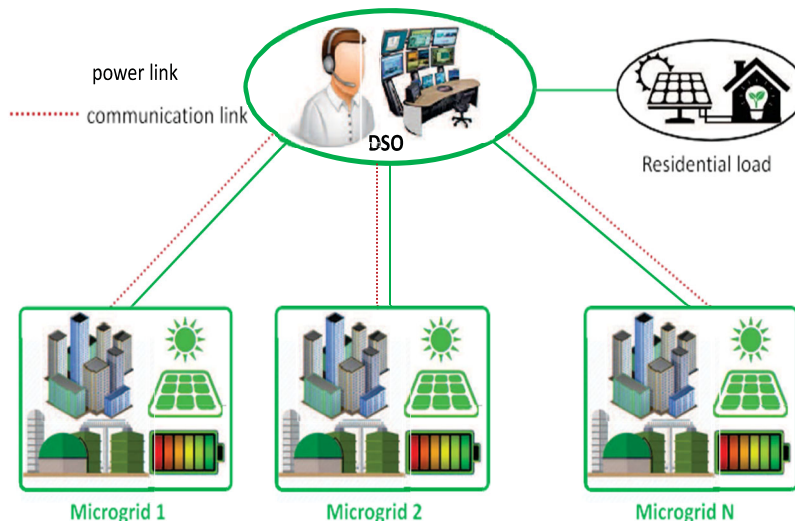 power link
communication link
DSO
Residential load
Microgrid 1
Microgrid 2
Microgrid N